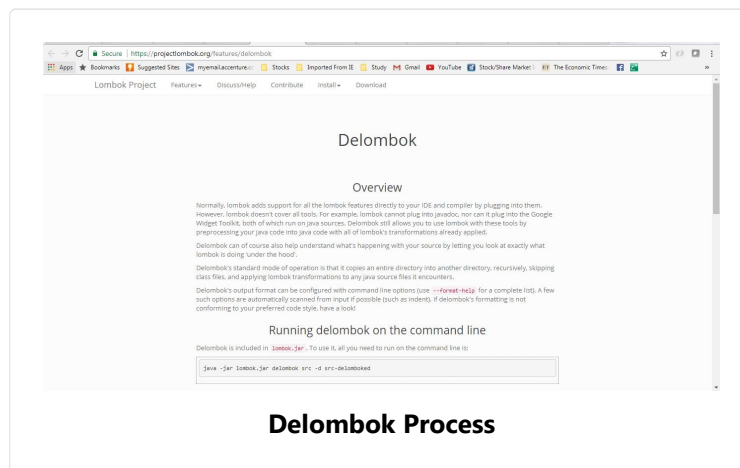 Secure | https://projectlombok.org/features/delombok
Apps Bookmarks Suggested Sites myemail.accenture.c Stocks Imported From IE Study Gmail YouTube Stock/Share Market The Economic Times »
Lombok Project Features Discuss/Help Contribute Install Download
Delombok
Overview
Normally, lombok adds support for all the lombok features directly to your IDE and compiler by plugging into them.
However, lombok doesn't cover all tools. For example, lombok cannot plug into javadoc, nor can it plug into the Google
Widget Toolkit, both of which run on java sources. Delombok still allows you to use lombok with these tools by
preprocessing your java code into java code with all of lombok's transformations already applied.
Delombok can of course also help understand what's happening with your source by letting you look at exactly what
lombok is doing 'under the hood'.
Delombok's standard mode of operation is that it copies an entire directory into another directory, recursively, skipping
class files, and applying lombok transformations to any java source files it encounters.
Delombok's output format can be configured with command line options (use --format-help for a complete list). A few
such options are automatically scanned from input if possible (such as indent). If delombok's formatting is not
conforming to your preferred code style, have a look!
Running delombok on the command line
Delombok is included in lombok.jar . To use it, all you need to run on the command line is:
java -jar lombok.jar delombok src -d src-delomboked
Delombok Process